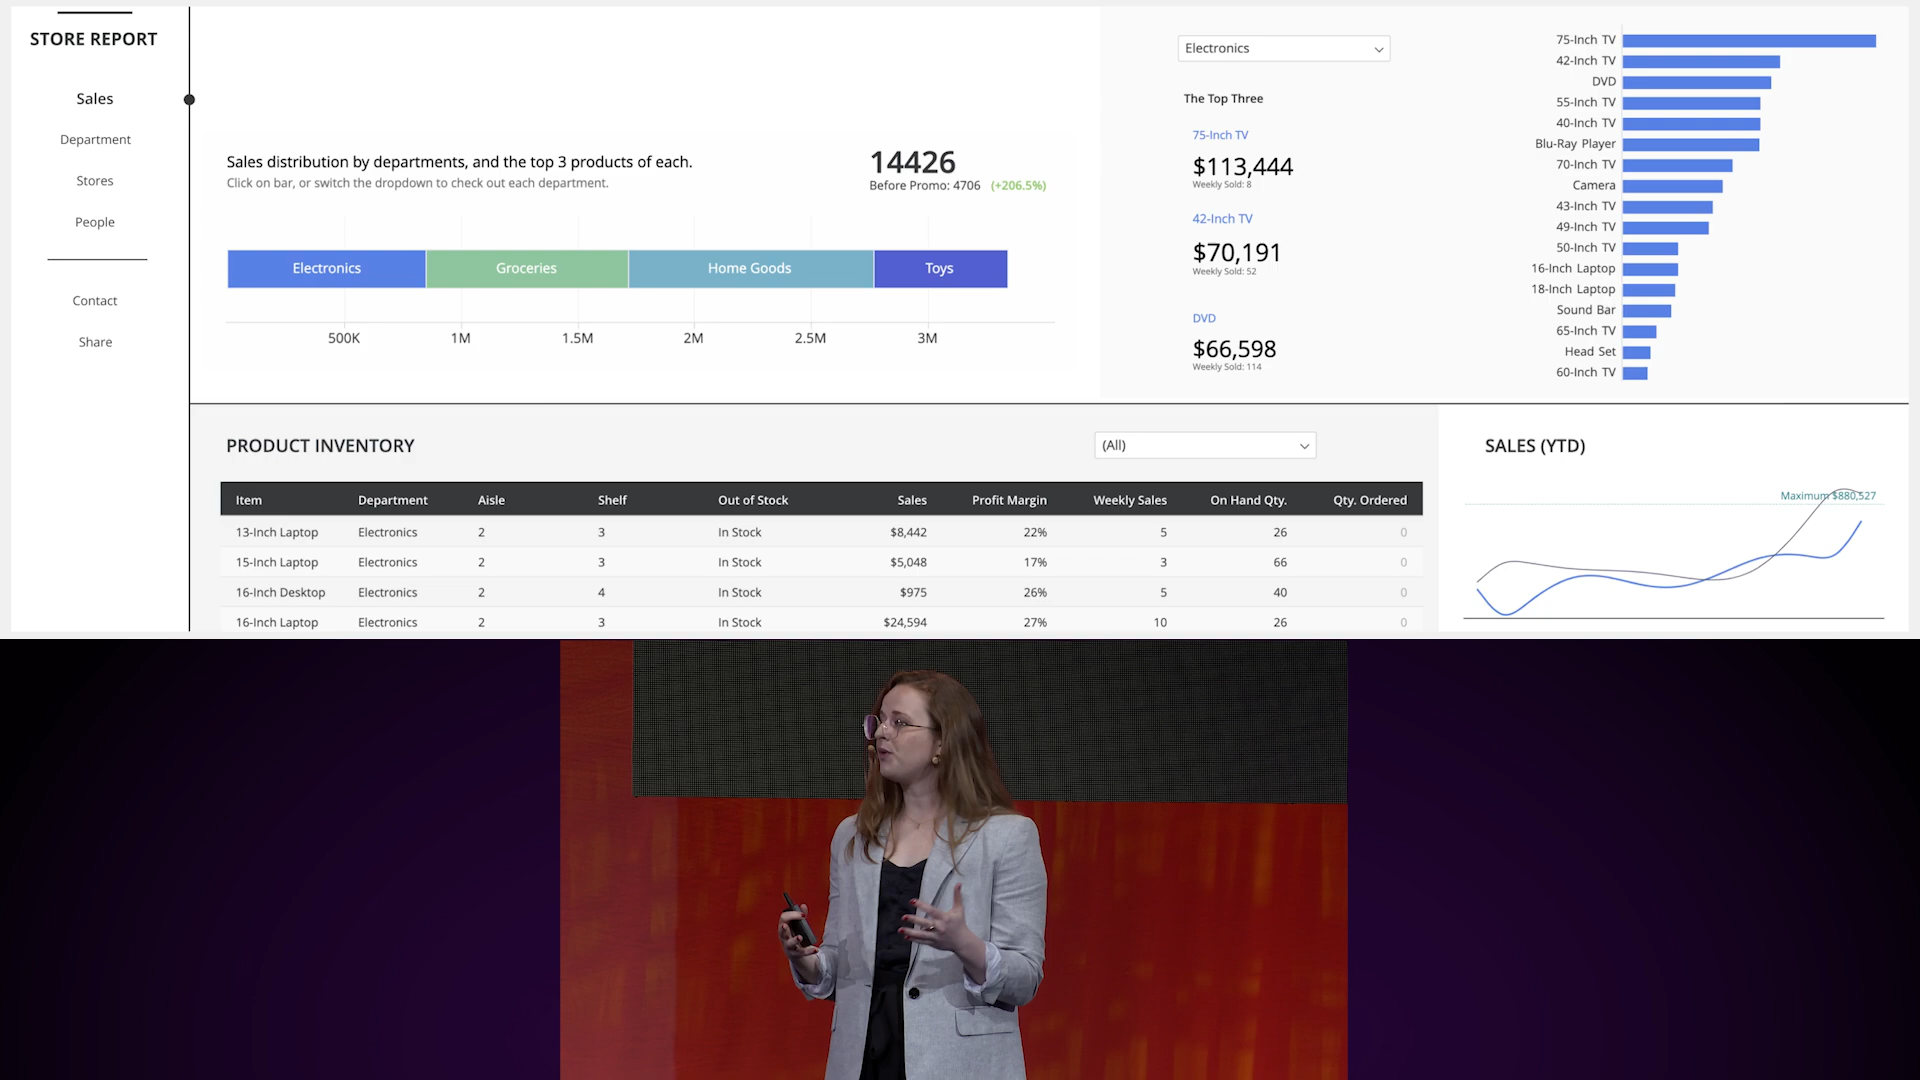 STORE REPORT
Sales
Department
Stores
People
Contact
Share
Sales distribution by departments, and the top 3 products of each.
Click on bar, or switch the dropdown to check out each department.
14426
Before Promo: 4706 (+206.5%)
Electronics Groceries Home Goods Toys
500K 1M 1.5M 2M 2.5M 3M
Electronics
The Top Three
75-Inch TV
$113,444
Weekly Sold: 8
42-Inch TV
$70,191
Weekly Sold: 52
DVD
$66,598
Weekly Sold: 114
75-Inch TV
42-Inch TV
DVD
55-Inch TV
40-Inch TV
Blu-Ray Player
70-Inch TV
Camera
43-Inch TV
49-Inch TV
50-Inch TV
16-Inch Laptop
18-Inch Laptop
Sound Bar
65-Inch TV
Head Set
60-Inch TV
PRODUCT INVENTORY
(All)
Item Department Aisle Shelf Out of Stock Sales Profit Margin Weekly Sales On Hand Qty. Qty. Ordered
13-Inch Laptop Electronics 2 3 In Stock $8,442 22% 5 26 0
15-Inch Laptop Electronics 2 3 In Stock $5,048 17% 3 66 0
16-Inch Desktop Electronics 2 4 In Stock $975 26% 5 40 0
16-Inch Laptop Electronics 2 3 In Stock $24,594 27% 10 26 0
SALES (YTD)
Maximum $880,527